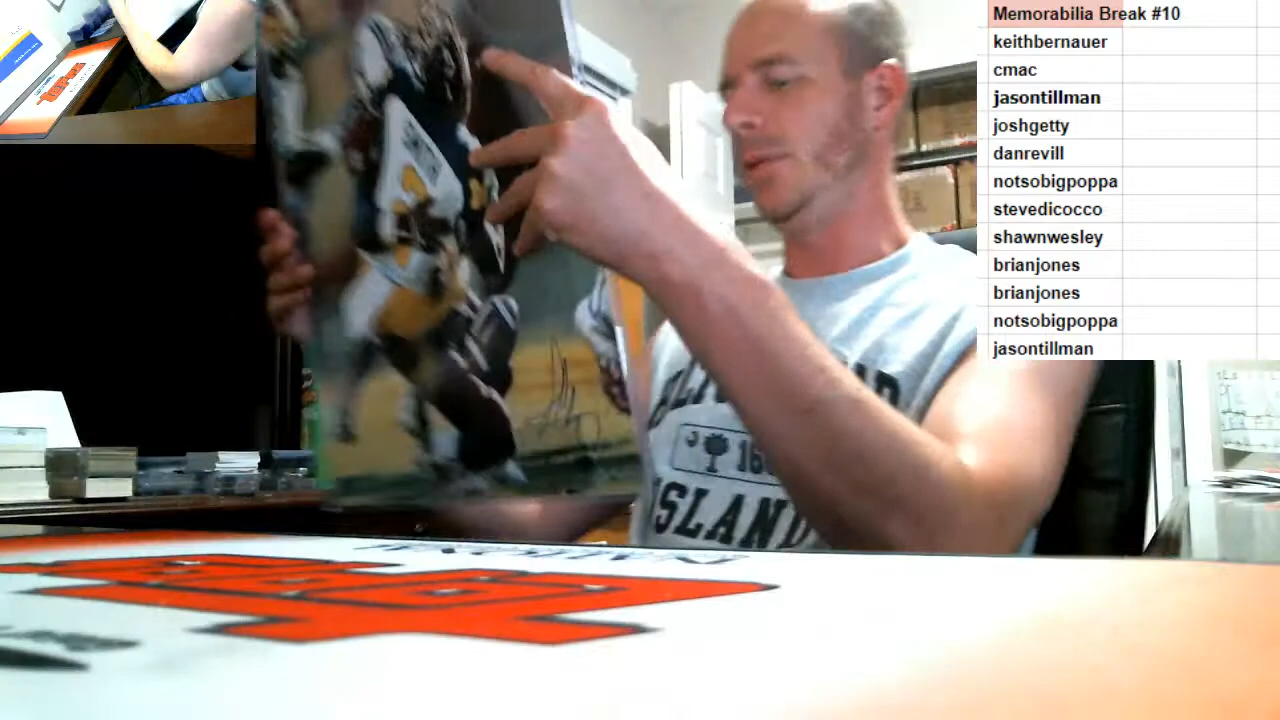 Memorabilia Break #10
keithbernauer
cmac
jasontillman
joshgetty
danrevill
notsobigpoppa
stevedicocco
shawnwesley
brianjones
brianjones
notsobigpoppa
jasontillman
ISLAND